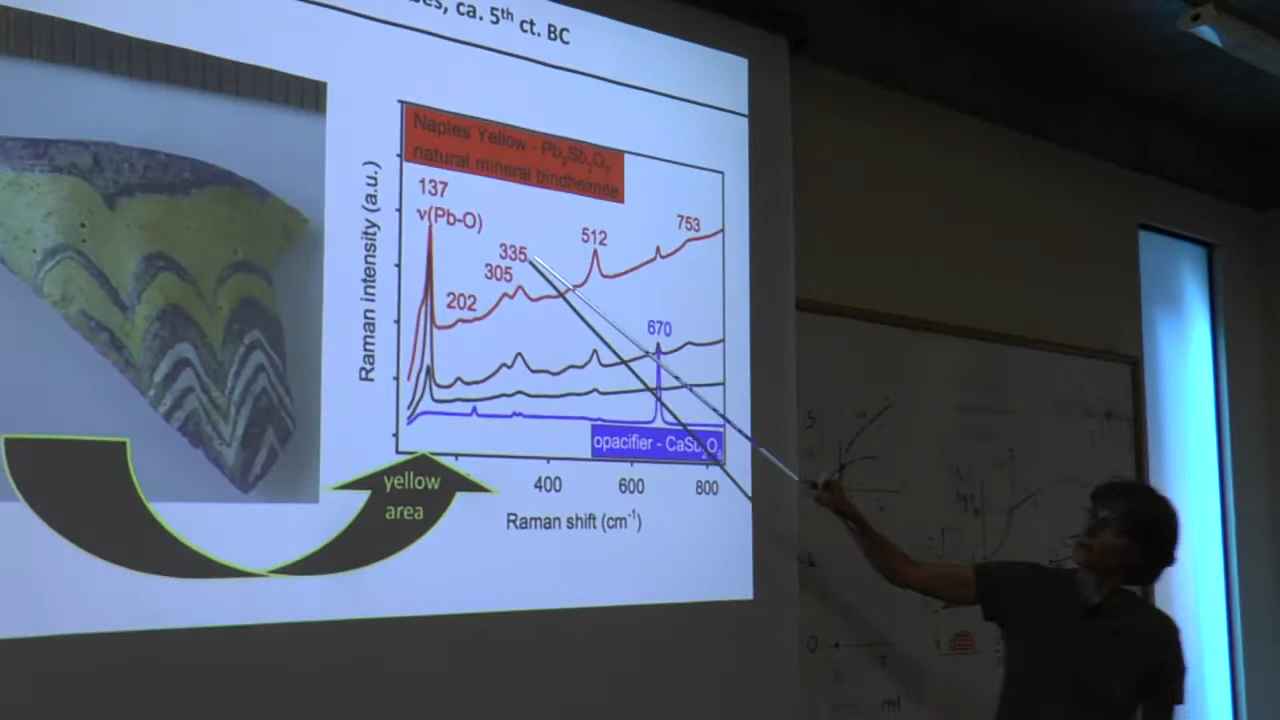 ca. 5th ct. BC
Naples Yellow - Pb2Sb2O7
natural mineral bindheimite
137
ν(Pb-O)
202
305
335
512
753
670
opacifier - CaSb2O6
Raman intensity (a.u.)
400 600 800
Raman shift (cm-1)
yellow
area